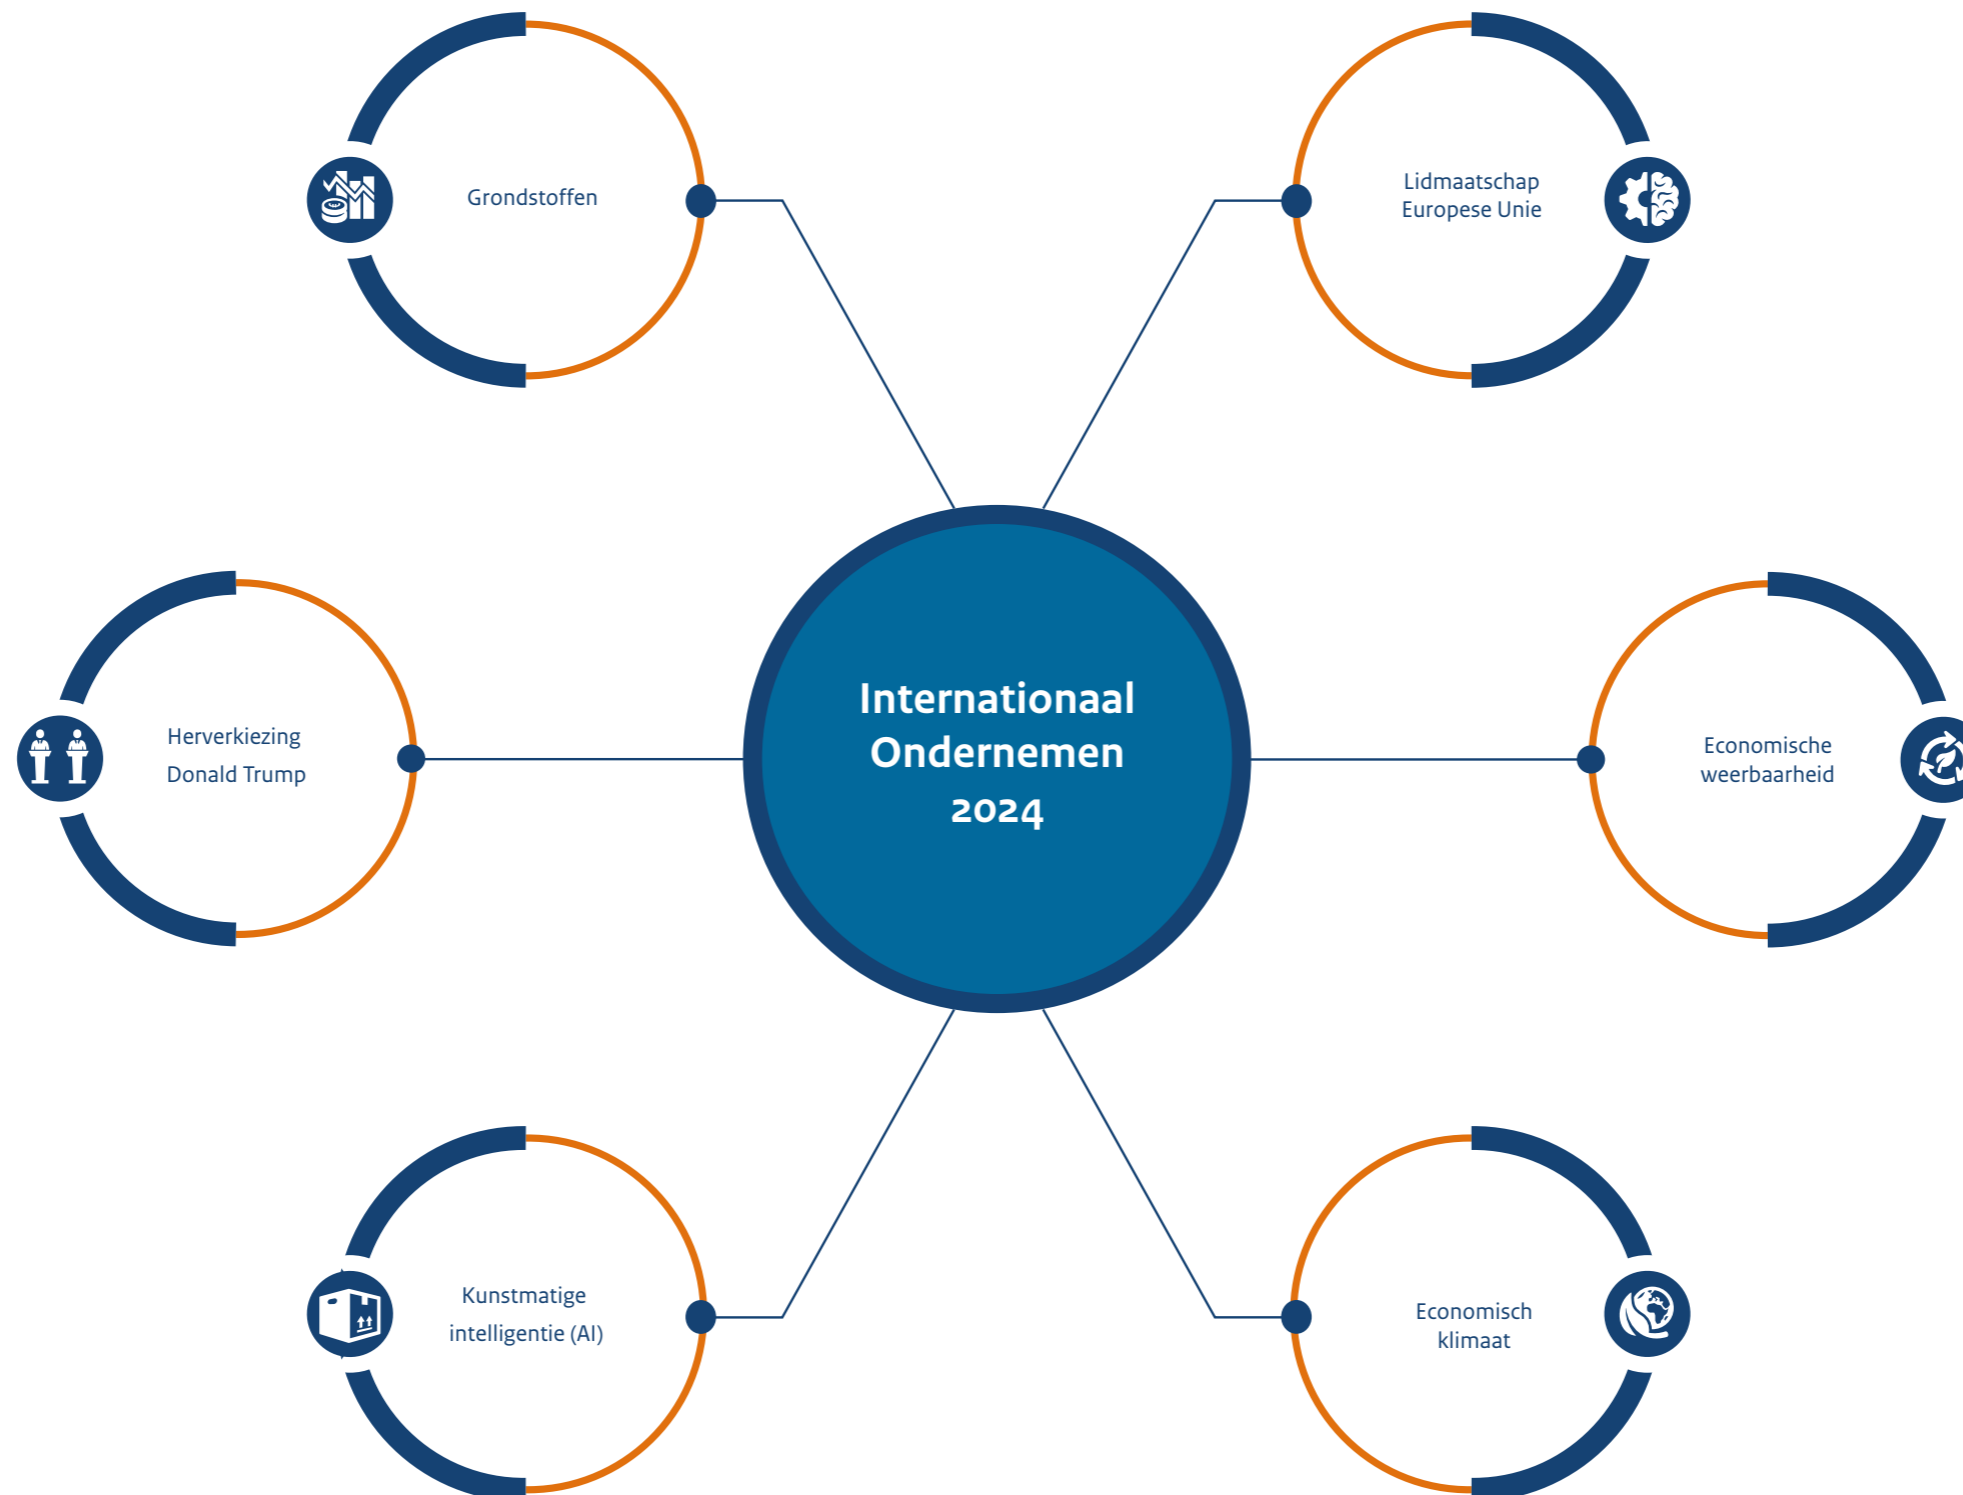 Grondstoffen
Lidmaatschap
Europese Unie
Herverkiezing
Donald Trump
Internationaal
Ondernemen
2024
Economische
weerbaarheid
Kunstmatige
intelligentie (AI)
Economisch
klimaat